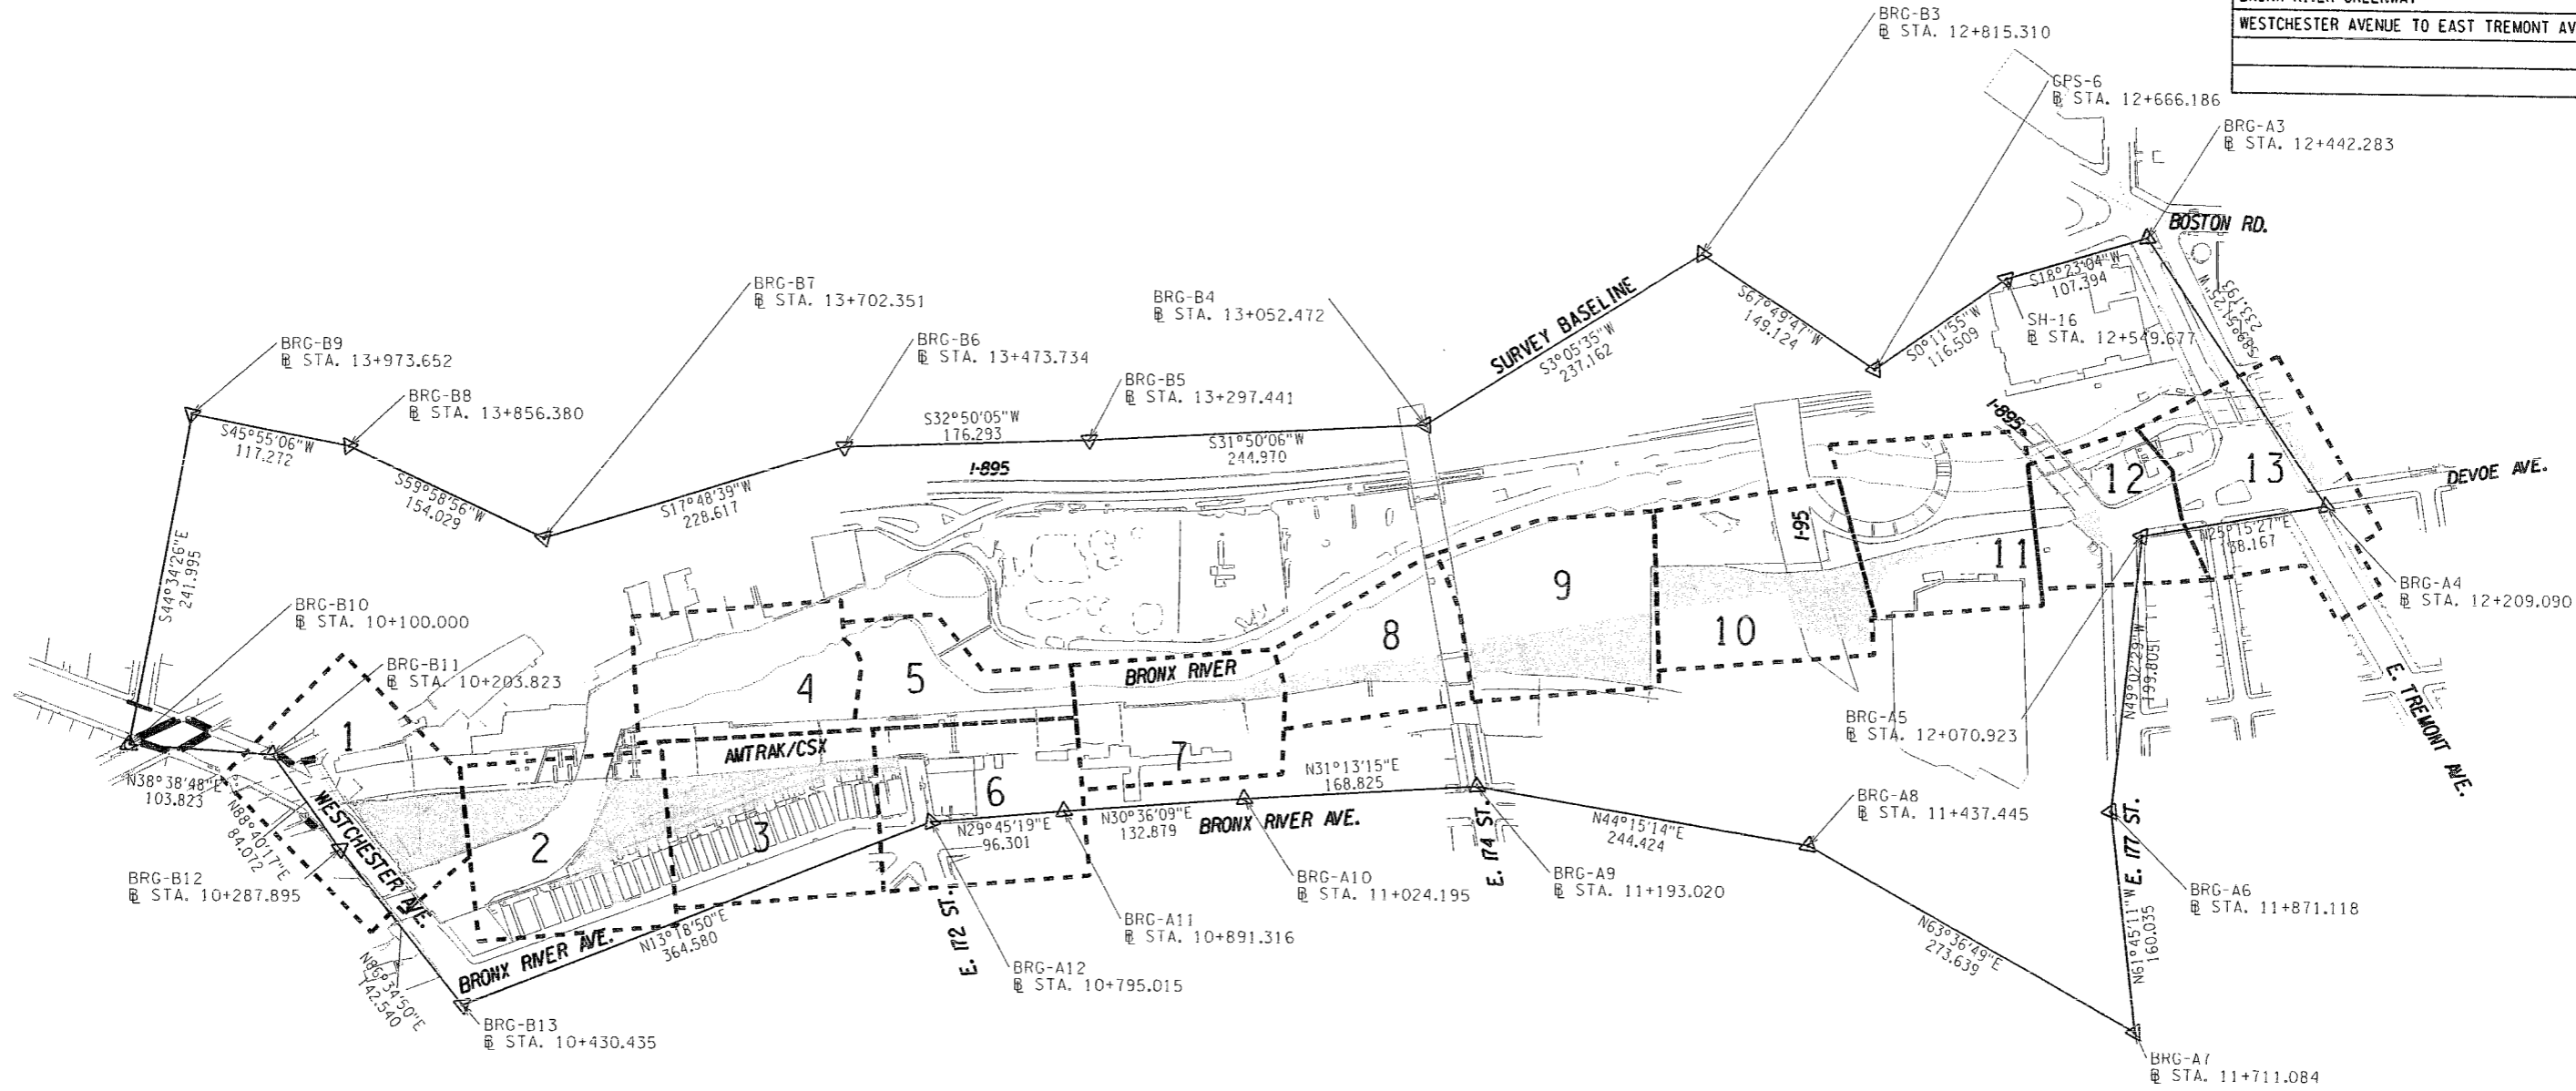 WESTCHESTER AVENUE TO EAST TREMONT AV
BRG-B3
STA. 12+815.310
GPS-6
STA. 12+666.186
BRG-A3
STA. 12+442.283
BOSTON RD.
BRG-B7
STA. 13+702.351
BRG-B4
STA. 13+052.472
SURVEY BASELINE
S3°05'35"W
237.162
S67°49'47"W
149.124
S0°11'55"W
116.509
S18°23'04"W
107.394
SH-16
STA. 12+549.677
233.193
BRG-B9
STA. 13+973.652
BRG-B8
STA. 13+856.380
BRG-B6
STA. 13+473.734
BRG-B5
STA. 13+297.441
S45°55'06"W
117.272
S59°58'56"W
154.029
S17°48'39"W
228.617
S32°50'05"W
176.293
S31°50'06"W
244.970
I-895
I-895
I-95
12
13
DEVOE AVE.
N25°15'27"E
138.167
11
BRG-A4
STA. 12+209.090
S44°34'26"E
241.995
BRG-B10
STA. 10+100.000
BRG-B11
STA. 10+203.823
1
4
5
BRONX RIVER
8
9
10
N49°02'29"W
199.805
E. TREMONT AVE.
BRG-A5
STA. 12+070.923
AMTRAK/CSX
7
6
N31°13'15"E
168.825
N38°38'48"E
103.823
N88°40'17"E
84.072
WESTCHESTER AVE.
2
3
N29°45'19"E
96.301
N30°36'09"E
132.879
BRONX RIVER AVE.
E. 174 ST.
N44°15'14"E
244.424
BRG-A8
STA. 11+437.445
E. 177 ST.
BRG-B12
STA. 10+287.895
BRG-A10
STA. 11+024.195
BRG-A9
STA. 11+193.020
BRG-A6
STA. 11+871.118
BRG-A11
STA. 10+891.316
N13°18'50"E
364.580
BRONX RIVER AVE.
E. 172 ST.
BRG-A12
STA. 10+795.015
N63°36'49"E
273.639
N61°45'11"W
160.035
N86°34'50"E
142.540
BRG-B13
STA. 10+430.435
BRG-A7
STA. 11+711.084